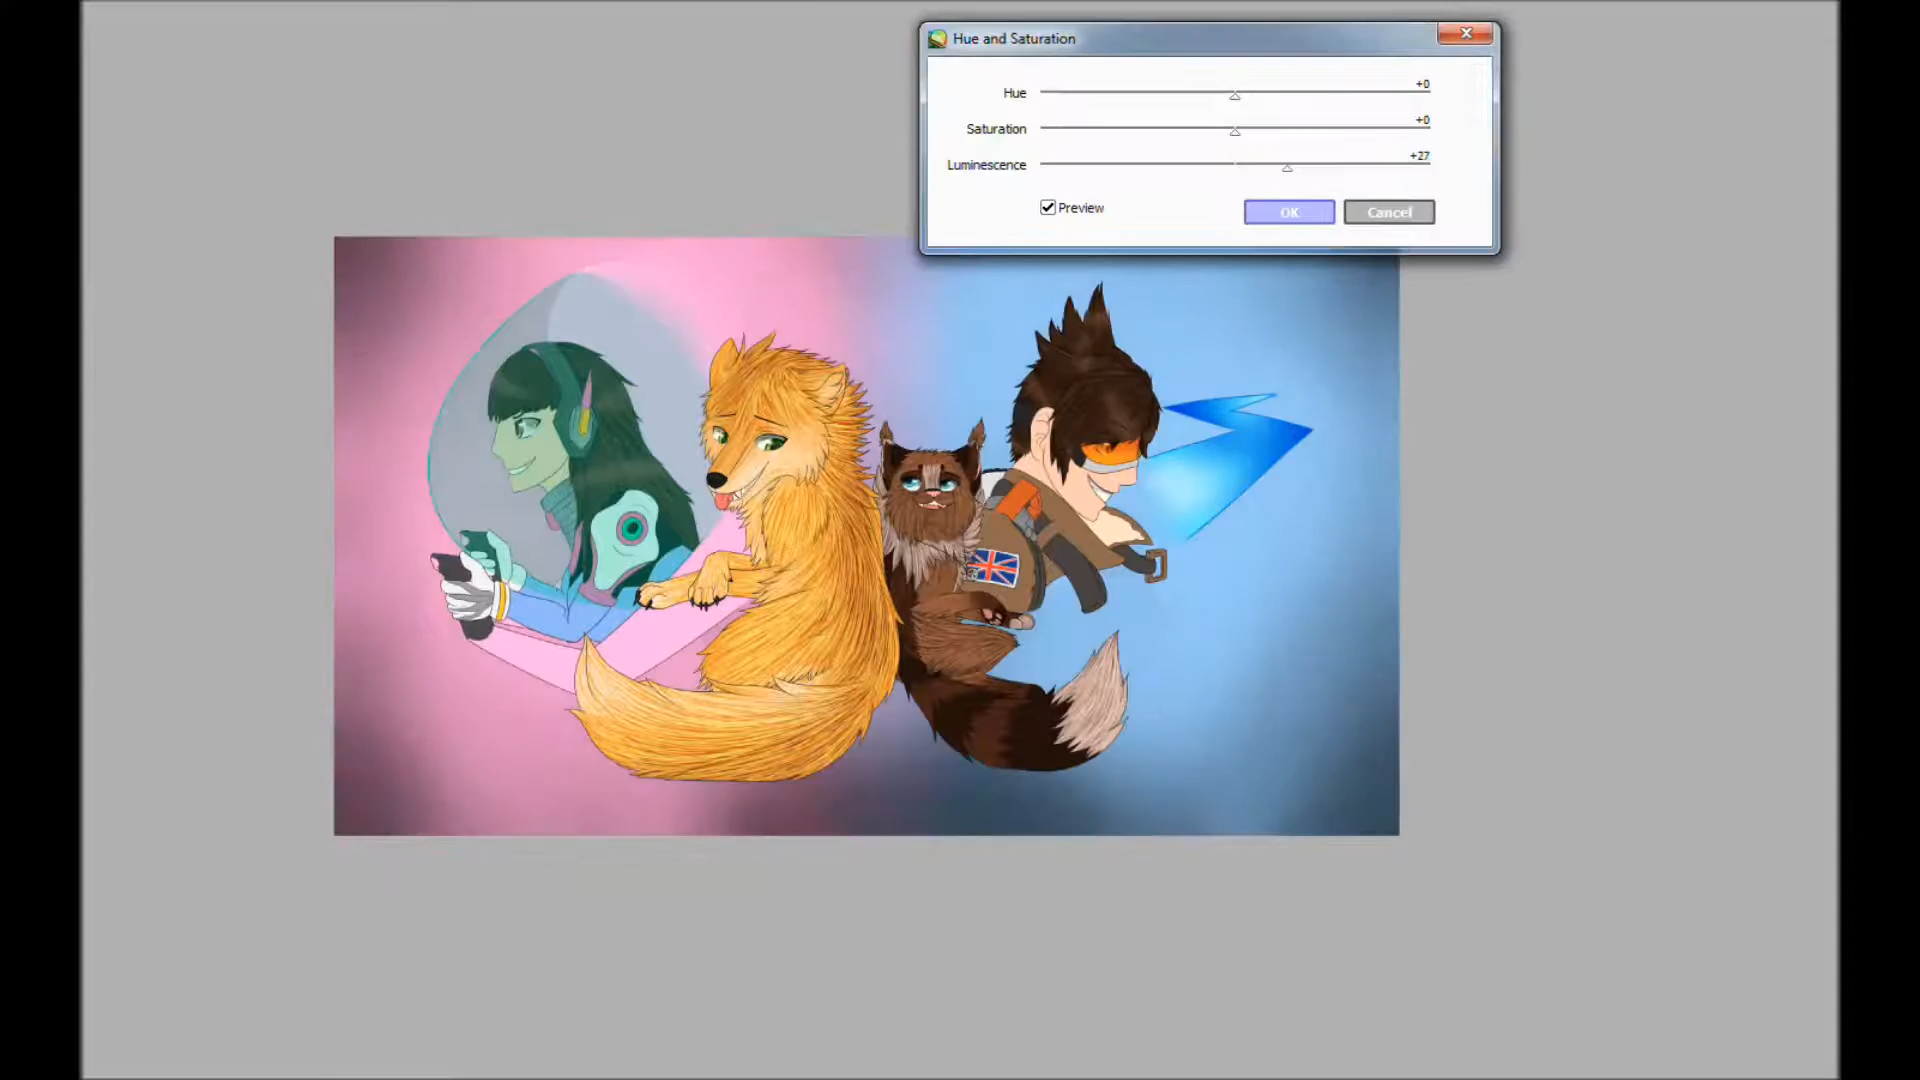 Hue and Saturation
Hue +0
Saturation +0
Luminescence +27
Preview
OK Cancel